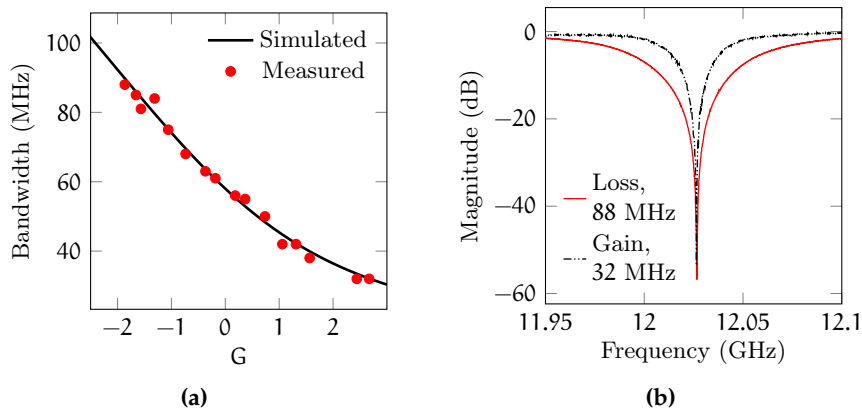 100
80
60
40
Bandwidth (MHz)
−2 −1 0 1 2
G
Simulated
Measured
(a)
0
−20
−40
−60
Magnitude (dB)
11.95 12 12.05 12.1
Frequency (GHz)
Loss,
88 MHz
Gain,
32 MHz
(b)